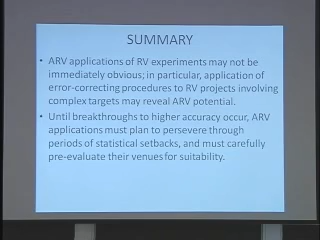 SUMMARY
• ARV applications of RV experiments may not be
immediately obvious; in particular, application of
error-correcting procedures to RV projects involving
complex targets may reveal ARV potential.
• Until breakthroughs to higher accuracy occur, ARV
applications must plan to persevere through
periods of statistical setbacks, and must carefully
pre-evaluate their venues for suitability.